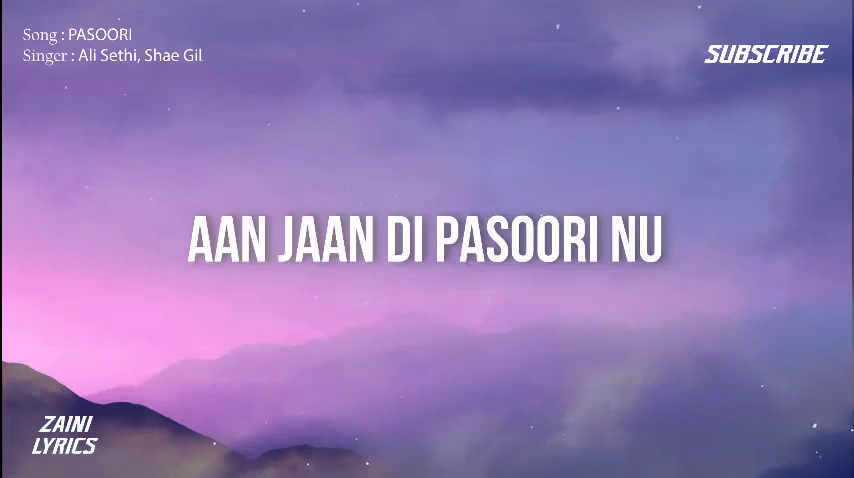 Song : PASOORI
Singer : Ali Sethi, Shae Gil
SUBSCRIBE
AAN JAAN DI PASOORI NU
ZAINI
LYRICS